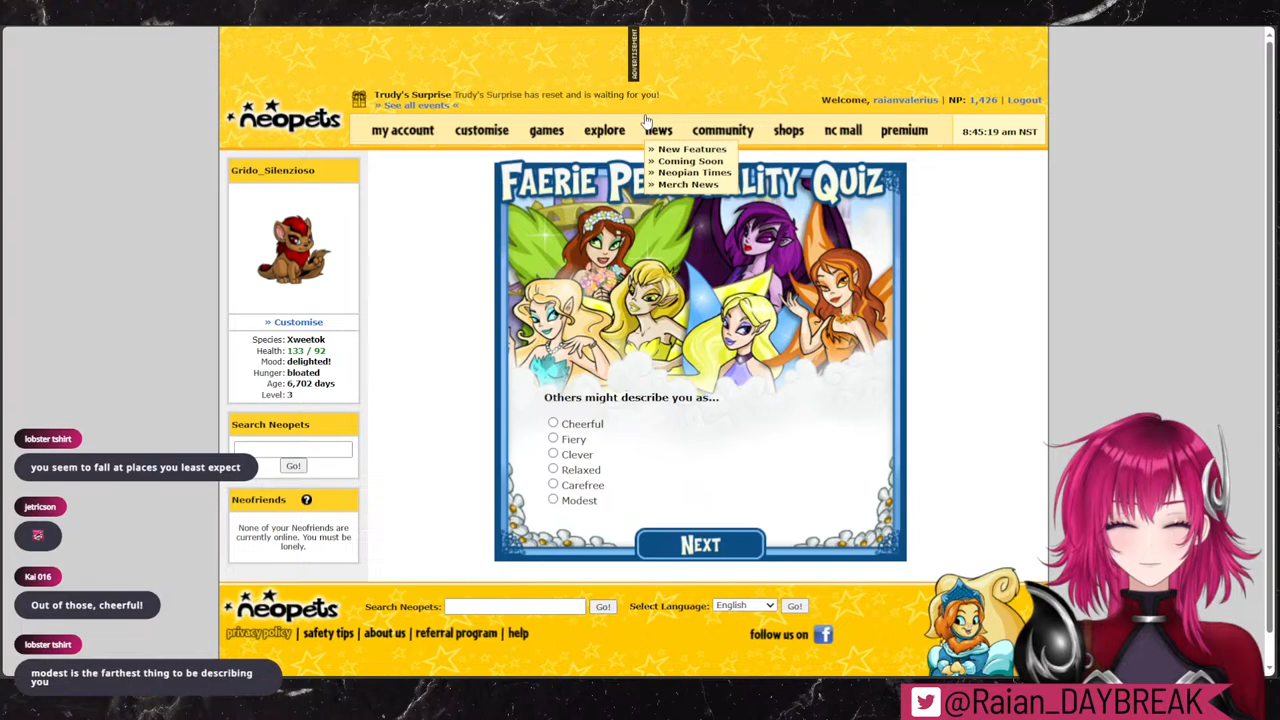 ADVERTISEMENT
Trudy's Surprise Trudy's Surprise has reset and is waiting for you!
» See all events «
Welcome, raianvalerius | NP: 1,426 | Logout
neopets
my account customise games explore news community shops nc mall premium
8:45:19 am NST
» New Features
» Coming Soon
» Neopian Times
» Merch News
Grido_Silenzioso
» Customise
Species: Xweetok
Health: 133 / 92
Mood: delighted!
Hunger: bloated
Age: 6,702 days
Level: 3
Search Neopets
Go!
Neofriends ?
None of your Neofriends are
currently online. You must be
lonely.
Faerie Pe ality Quiz
Others might describe you as...
Cheerful
Fiery
Clever
Relaxed
Carefree
Modest
Next
lobster tshirt
you seem to fall at places you least expect
jetricson
Kai 016
Out of those, cheerful!
lobster tshirt
modest is the farthest thing to be describing
you
neopets
Search Neopets: Go! Select Language: English Go!
privacy policy | safety tips | about us | referral program | help
follow us on f
@Raian_DAYBREAK